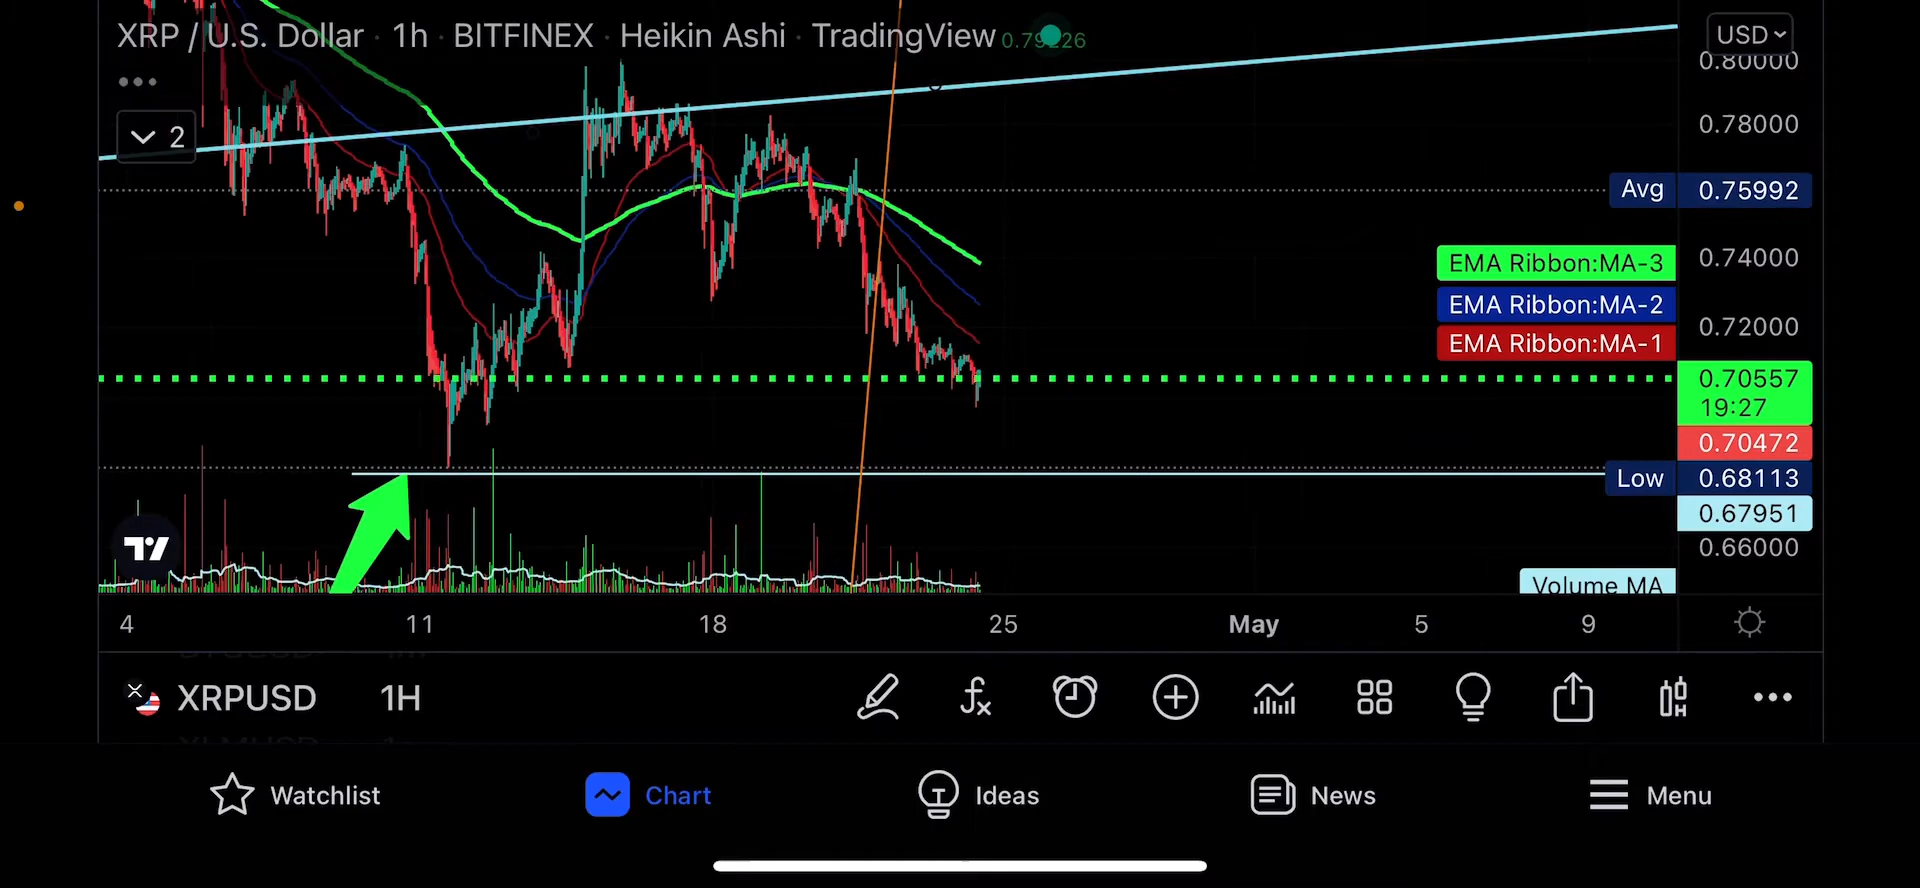 XRP / U.S. Dollar · 1h · BITFINEX · Heikin Ashi · TradingView
USD
0.80000
2
0.78000
Avg 0.75992
EMA Ribbon:MA-3 0.74000
EMA Ribbon:MA-2
0.72000
EMA Ribbon:MA-1
0.70557
19:27
0.70472
Low 0.68113
0.67951
0.66000
Volume MA
4 11 18 25 May 5 9
XRPUSD 1H
Watchlist Chart Ideas News Menu